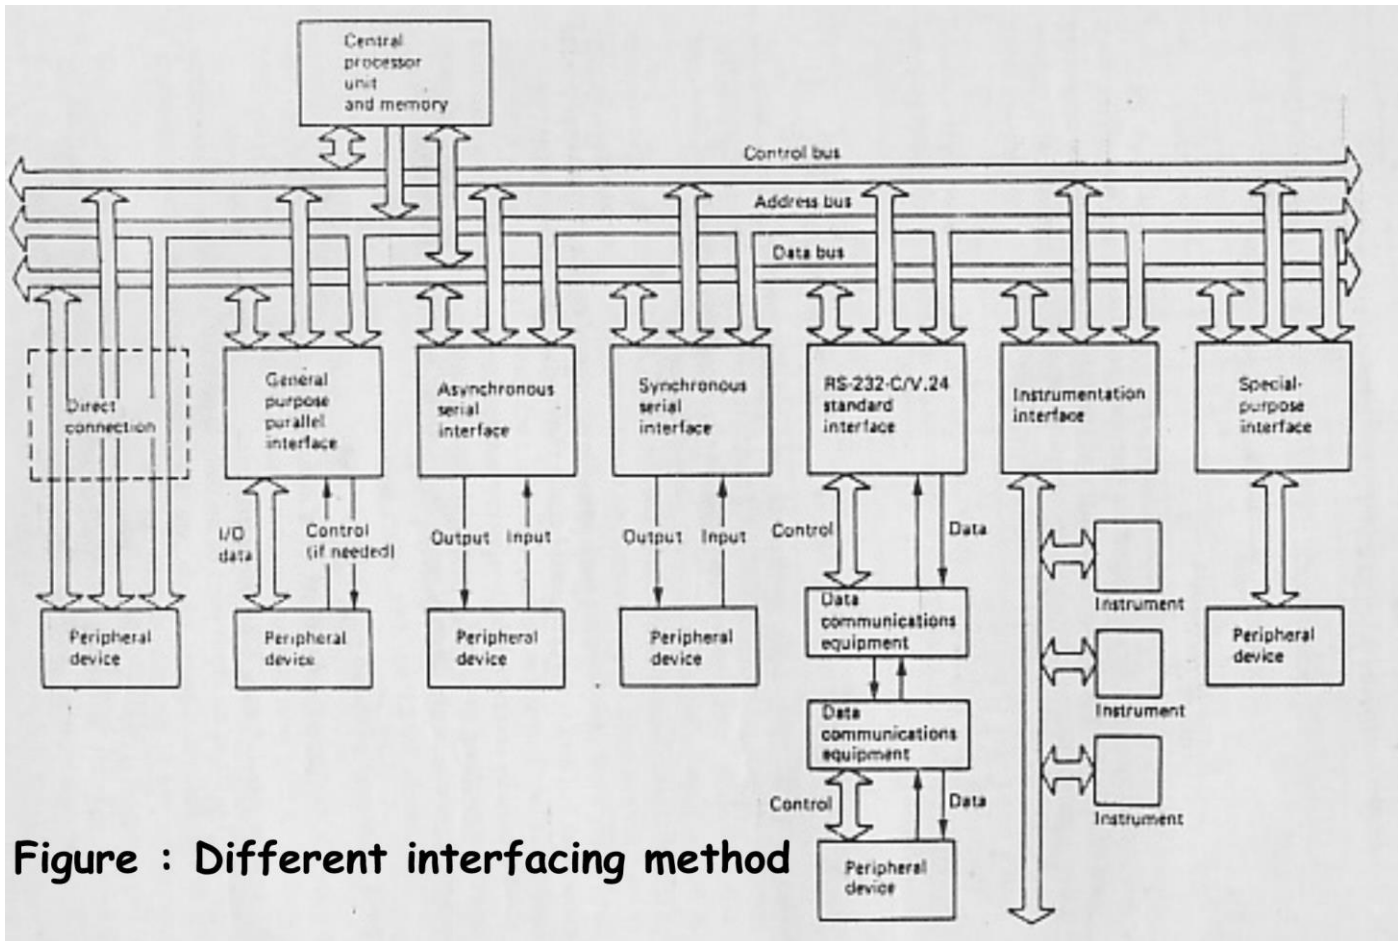 Central
processor
unit
and memory
Control bus
Address bus
Data bus
Direct
connection
General
purpose
parallel
interface
Asynchronous
serial
interface
Synchronous
serial
interface
RS-232-C/V.24
standard
interface
Instrumentation
interface
Special-
purpose
interface
I/O
data
Control
(if needed)
Output
Input
Output
Input
Control
Data
Instrument
Data
communications
equipment
Peripheral
device
Peripheral
device
Peripheral
device
Peripheral
device
Peripheral
device
Instrument
Data
communications
equipment
Control
Data
Instrument
Figure : Different interfacing method
Peripheral
device